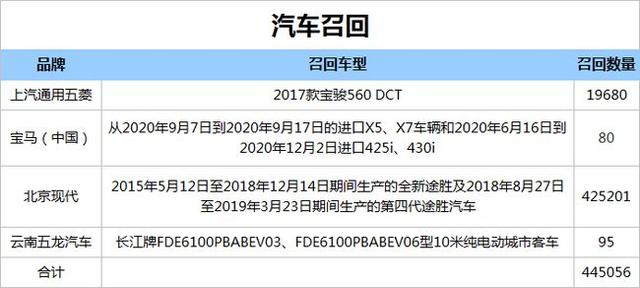 汽车召回
品牌 召回车型 召回数量
上汽通用五菱 2017款宝骏560 DCT 19680
宝马（中国） 从2020年9月7日到2020年9月17日的进口X5、X7车辆和2020年6月16日到 80
2020年12月2日进口425i、430i
北京现代 2015年5月12日至2018年12月14日期间生产的全新途胜及2018年8月27日 425201
至2019年3月23日期间生产的第四代途胜汽车
云南五龙汽车 长江牌FDE6100PBABEV03、FDE6100PBABEV06型10米纯电动城市客车 95
合计 445056